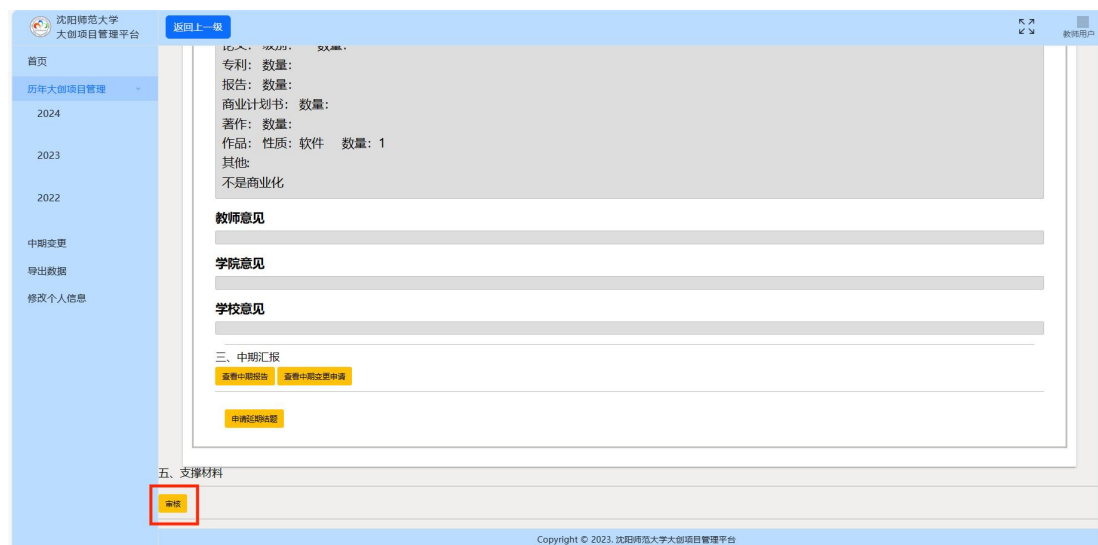 沈阳师范大学
大创项目管理平台
返回上一级
教师用户
首页
历年大创项目管理
2024
2023
2022
中期变更
导出数据
修改个人信息
论文： 级别： 数量：
专利： 数量：
报告： 数量：
商业计划书： 数量：
著作： 数量：
作品： 性质：软件 数量：1
其他:
不是商业化
教师意见
学院意见
学校意见
三、中期汇报
查看中期报告 查看中期变更申请
申请延期结题
五、支撑材料
审核
Copyright © 2023. 沈阳师范大学大创项目管理平台